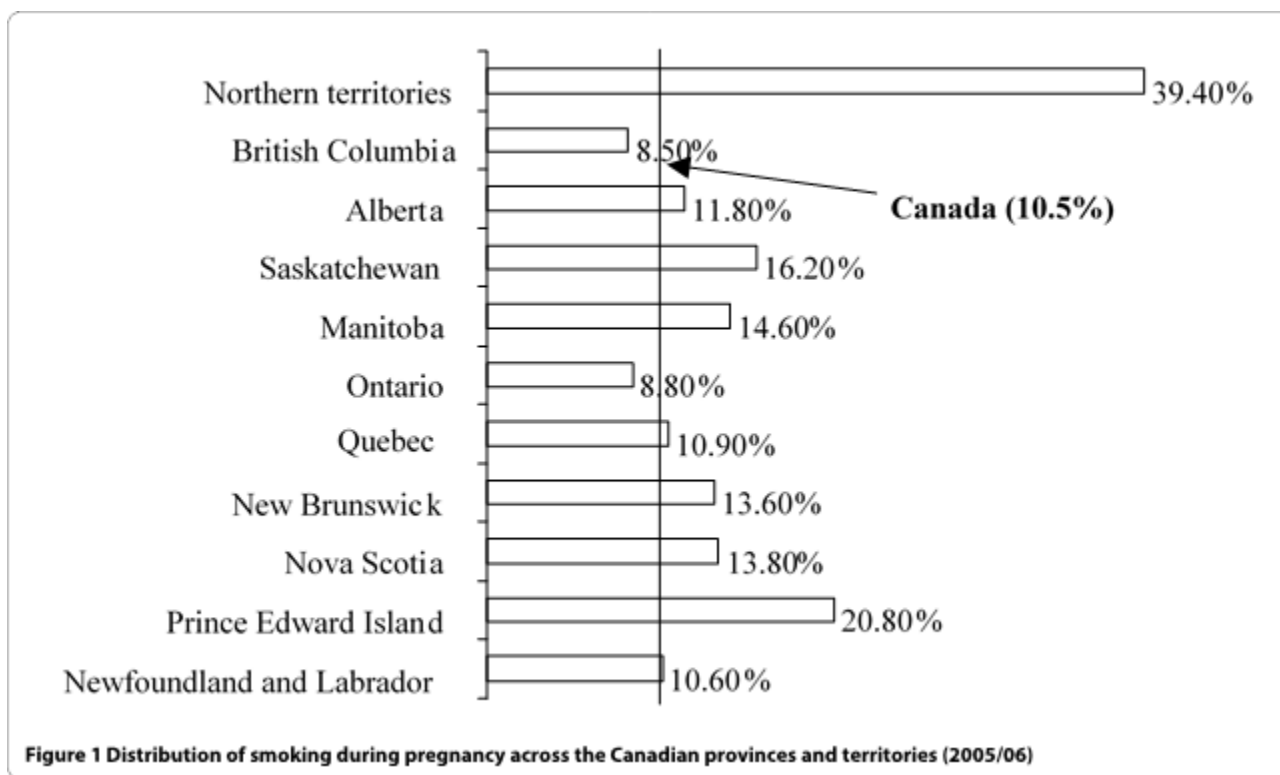 Northern territories 39.40%
British Columbia 8.50%
Canada (10.5%)
Alberta 11.80%
Saskatchewan 16.20%
Manitoba 14.60%
Ontario 8.80%
Quebec 10.90%
New Brunswick 13.60%
Nova Scotia 13.80%
Prince Edward Island 20.80%
Newfoundland and Labrador 10.60%
Figure 1 Distribution of smoking during pregnancy across the Canadian provinces and territories (2005/06)